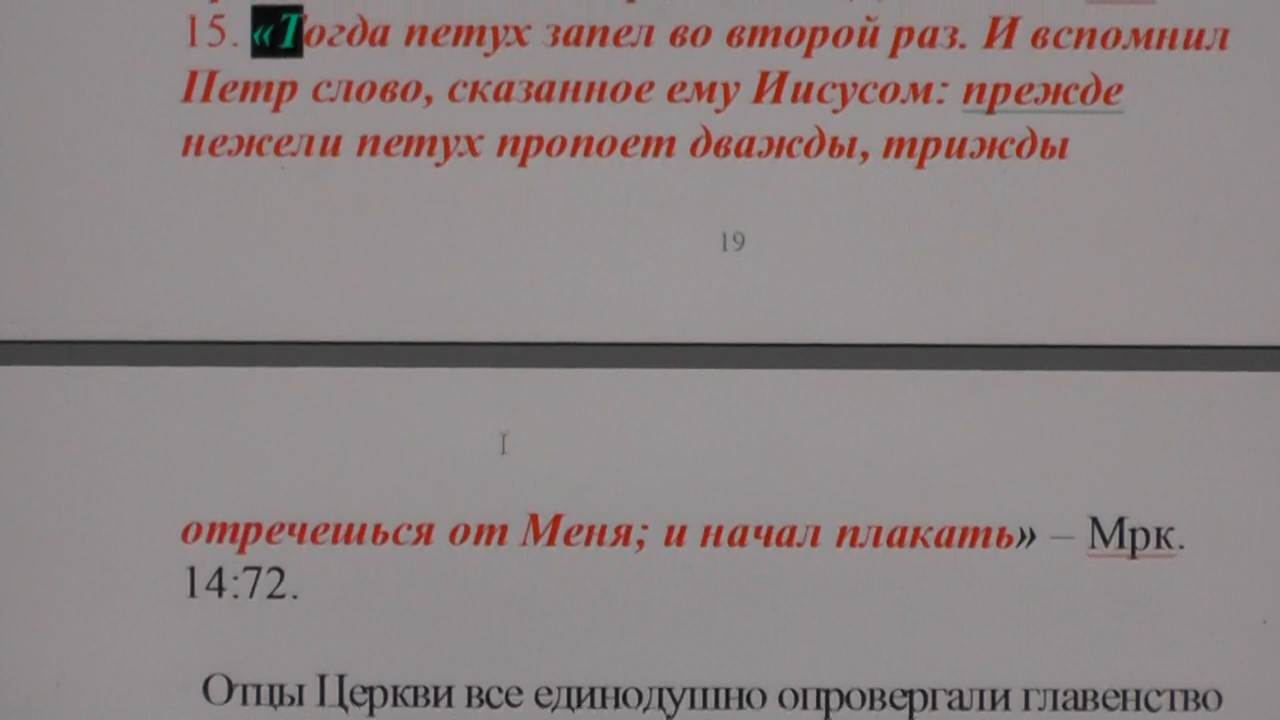 15. «Тогда петух запел во второй раз. И вспомнил
Петр слово, сказанное ему Иисусом: прежде
нежели петух пропоет дважды, трижды
19
отречешься от Меня; и начал плакать» – Мрк.
14:72.
Отцы Церкви все единодушно опровергали главенство